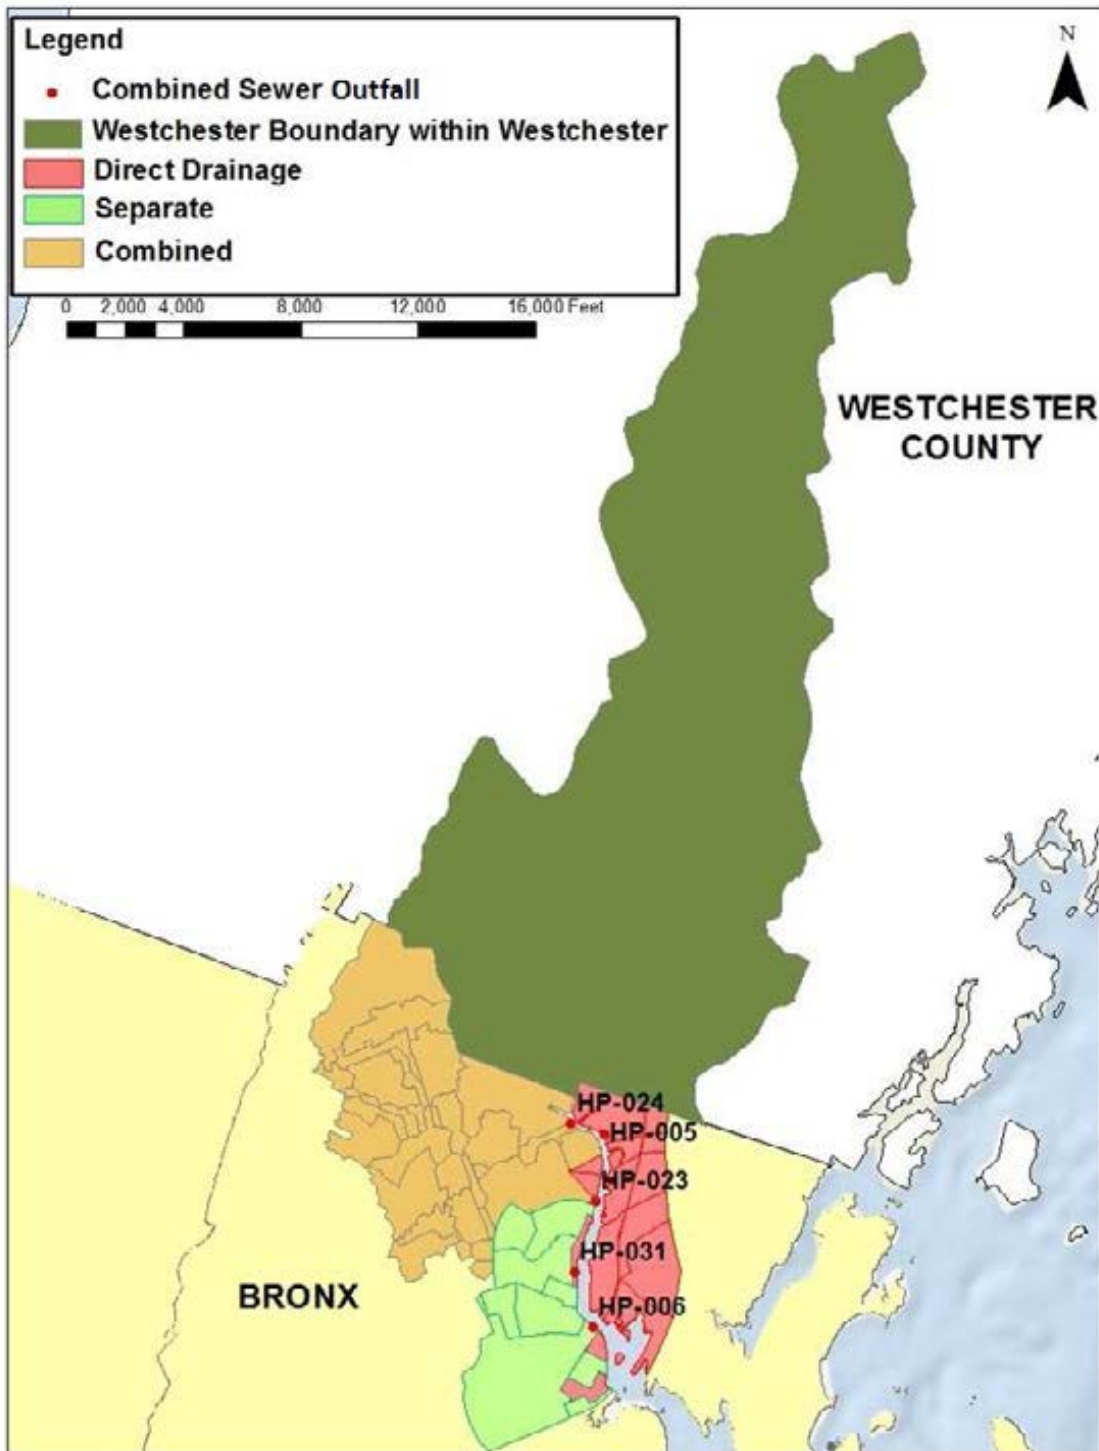 Legend
Combined Sewer Outfall
Westchester Boundary within Westchester
Direct Drainage
Separate
Combined
0 2,000 4,000 8,000 12,000 16,000 Feet
N
WESTCHESTER
COUNTY
HP-024
HP-005
HP-023
HP-031
BRONX
HP-006